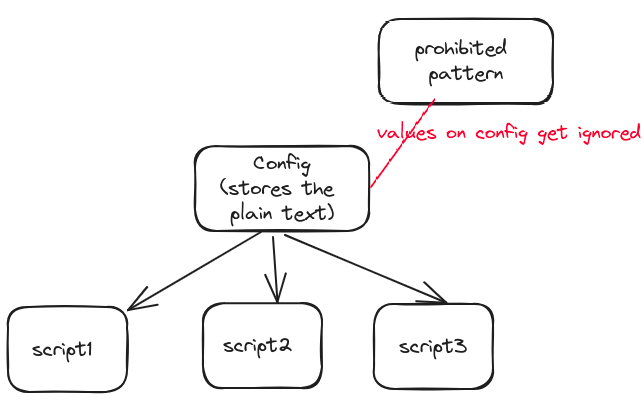 prohibited
pattern
values on config get ignored
Config
(stores the
plain text)
script1
script2
script3